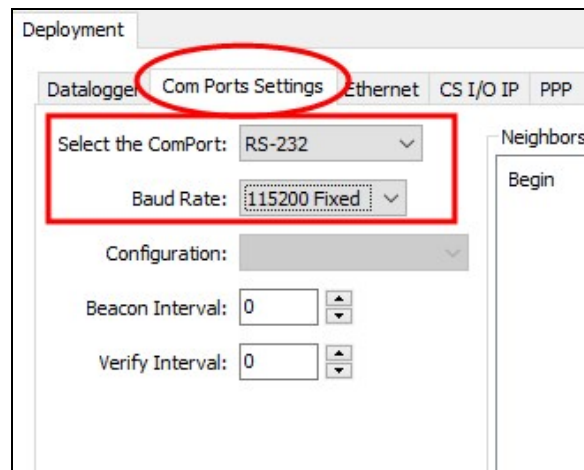 Deployment
Datalogger Com Ports Settings Ethernet CS I/O IP PPP
Select the ComPort: RS-232
Neighbors
Baud Rate: 115200 Fixed
Begin
Configuration:
Beacon Interval: 0
Verify Interval: 0